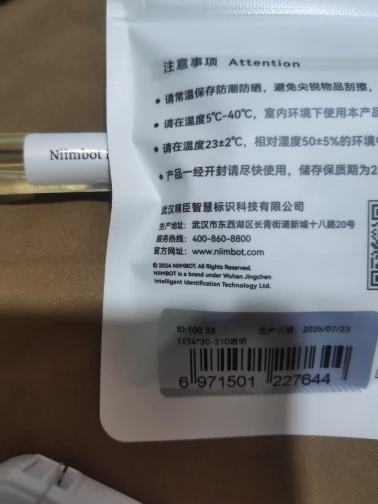 注意事项 Attention
• 请常温保存防潮防晒，避免尖锐物品刮擦，
• 请在温度5℃-40℃，室内环境下使用本产品
• 请在温度23±2℃，相对湿度50±5%的环境中
• 产品一经开封请尽快使用，储存保质期为2
Niimbot
武汉精臣智慧标识科技有限公司
生产地址：武汉市东西湖区长青街道新城十八路20号
服务热线：400-860-8800
官方网址：www.niimbot.com
© 2024 NIIMBOT. All Rights Reserved.
NIIMBOT is a brand under Wuhan Jingchen
Intelligent Identification Technology Ltd.
ID:100 33 生产日期：2025/07/23
TT14*30-210透明
6 971501 227644